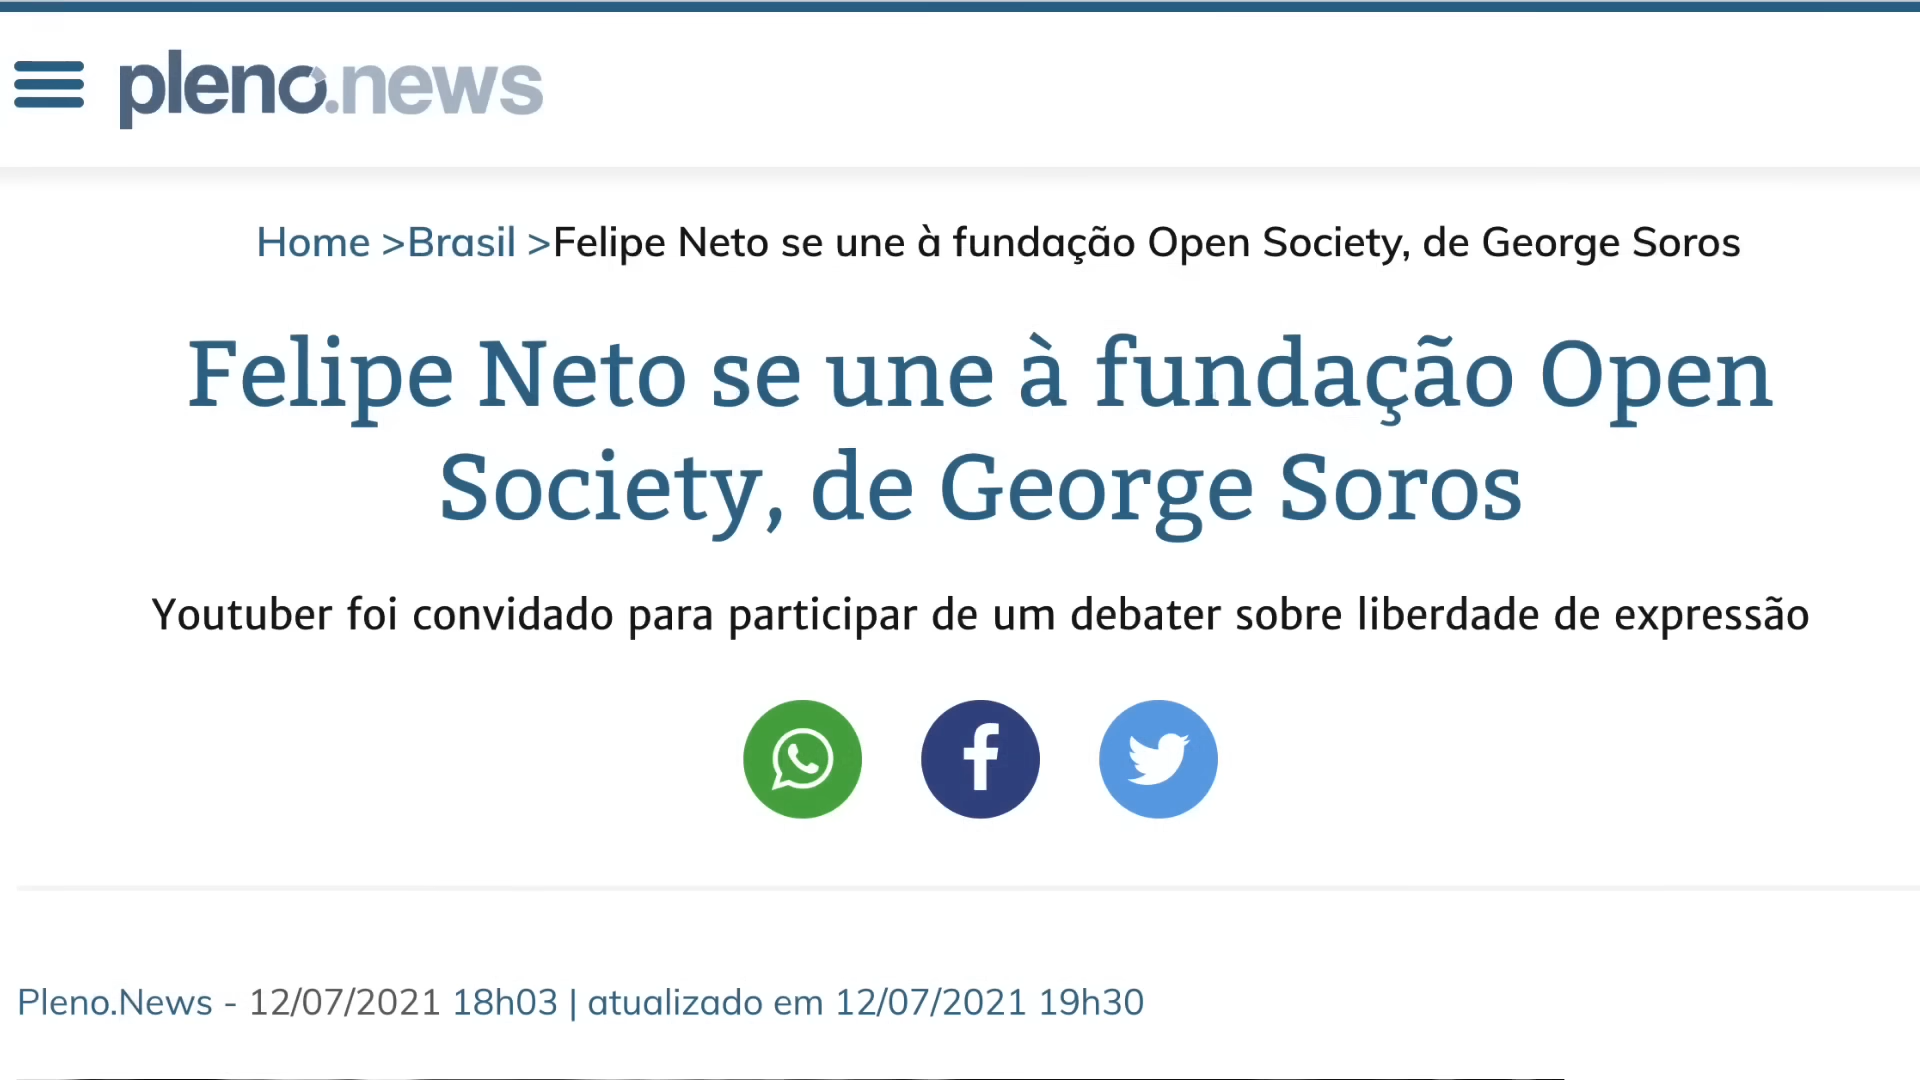 pleno.news
Home >Brasil >Felipe Neto se une à fundação Open Society, de George Soros
Felipe Neto se une à fundação Open
Society, de George Soros
Youtuber foi convidado para participar de um debater sobre liberdade de expressão
Pleno.News - 12/07/2021 18h03 | atualizado em 12/07/2021 19h30